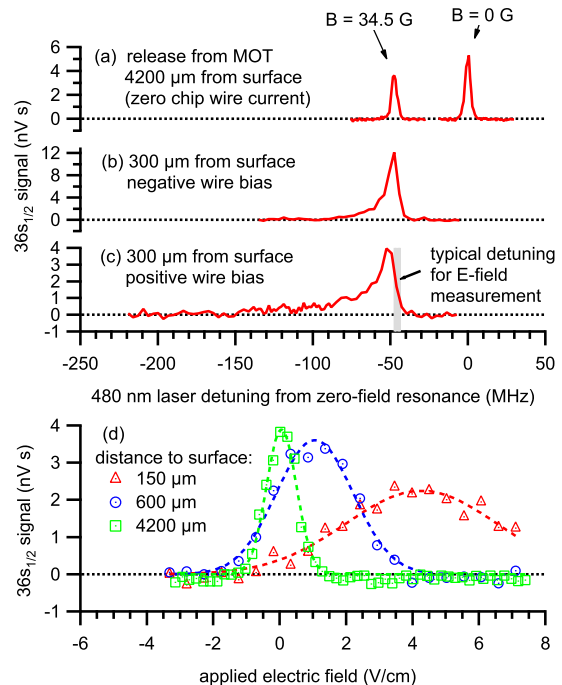 B = 34.5 G
B = 0 G
(a) release from MOT
4200 µm from surface
(zero chip wire current)
6
4
2
0
(b) 300 µm from surface
negative wire bias
12
8
4
0
36s1/2 signal (nV s)
(c) 300 µm from surface
positive wire bias
typical detuning
for E-field
measurement
4
3
2
1
0
-1
-250 -200 -150 -100 -50 0 50
480 nm laser detuning from zero-field resonance (MHz)
(d)
distance to surface:
150 µm
600 µm
4200 µm
4
3
2
1
0
-1
36s1/2 signal (nV s)
-6 -4 -2 0 2 4 6 8
applied electric field (V/cm)